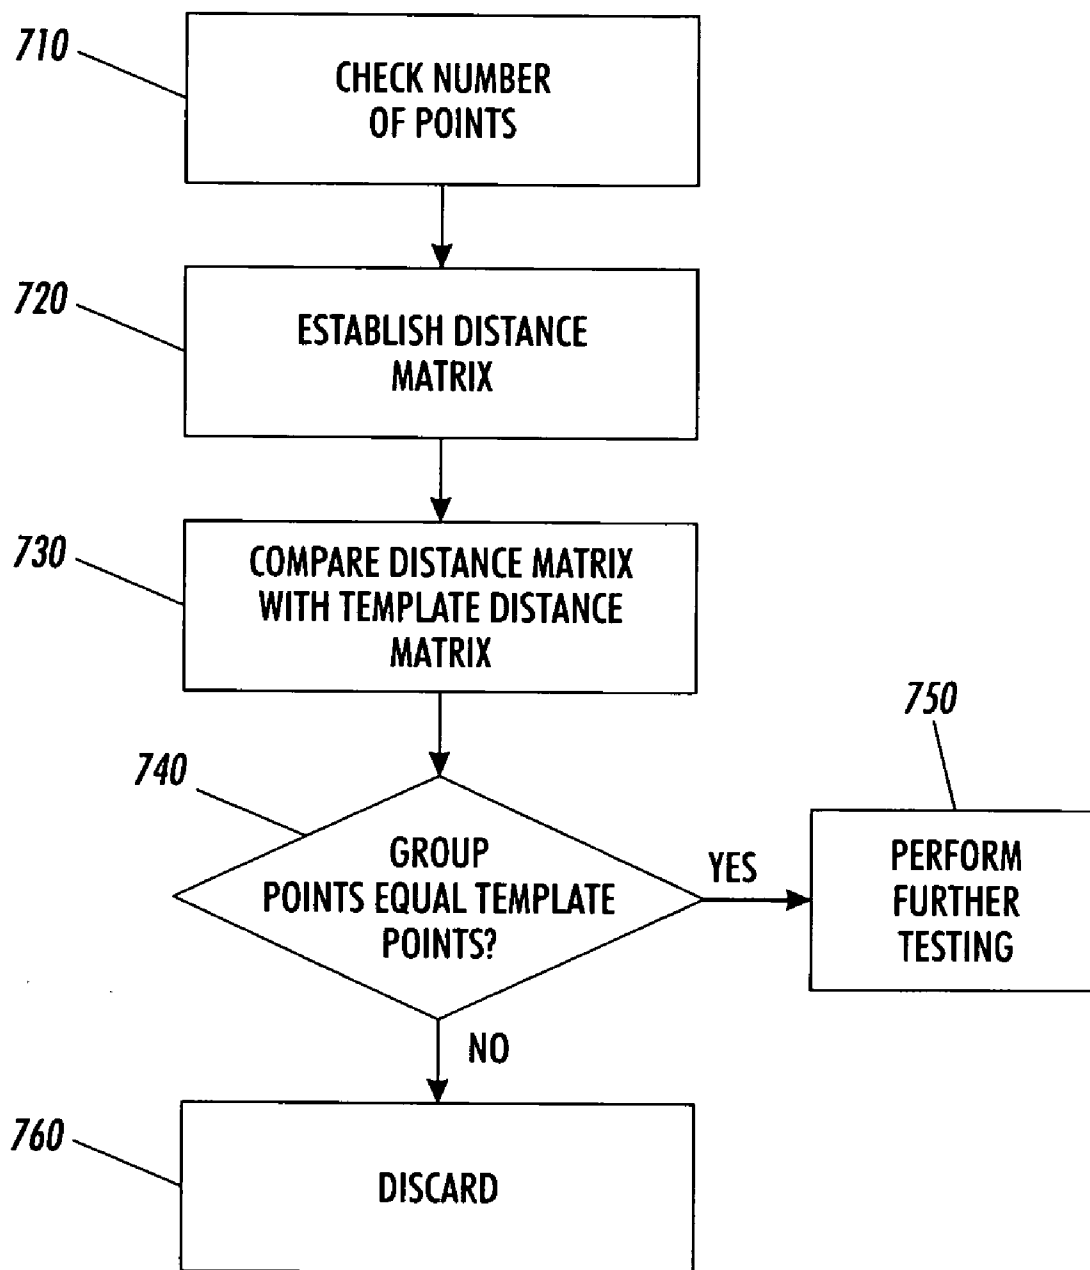 710
CHECK NUMBER
OF POINTS
720
ESTABLISH DISTANCE
MATRIX
730
COMPARE DISTANCE MATRIX
WITH TEMPLATE DISTANCE
MATRIX
740
GROUP
POINTS EQUAL TEMPLATE
POINTS?
YES
750
PERFORM
FURTHER
TESTING
NO
760
DISCARD